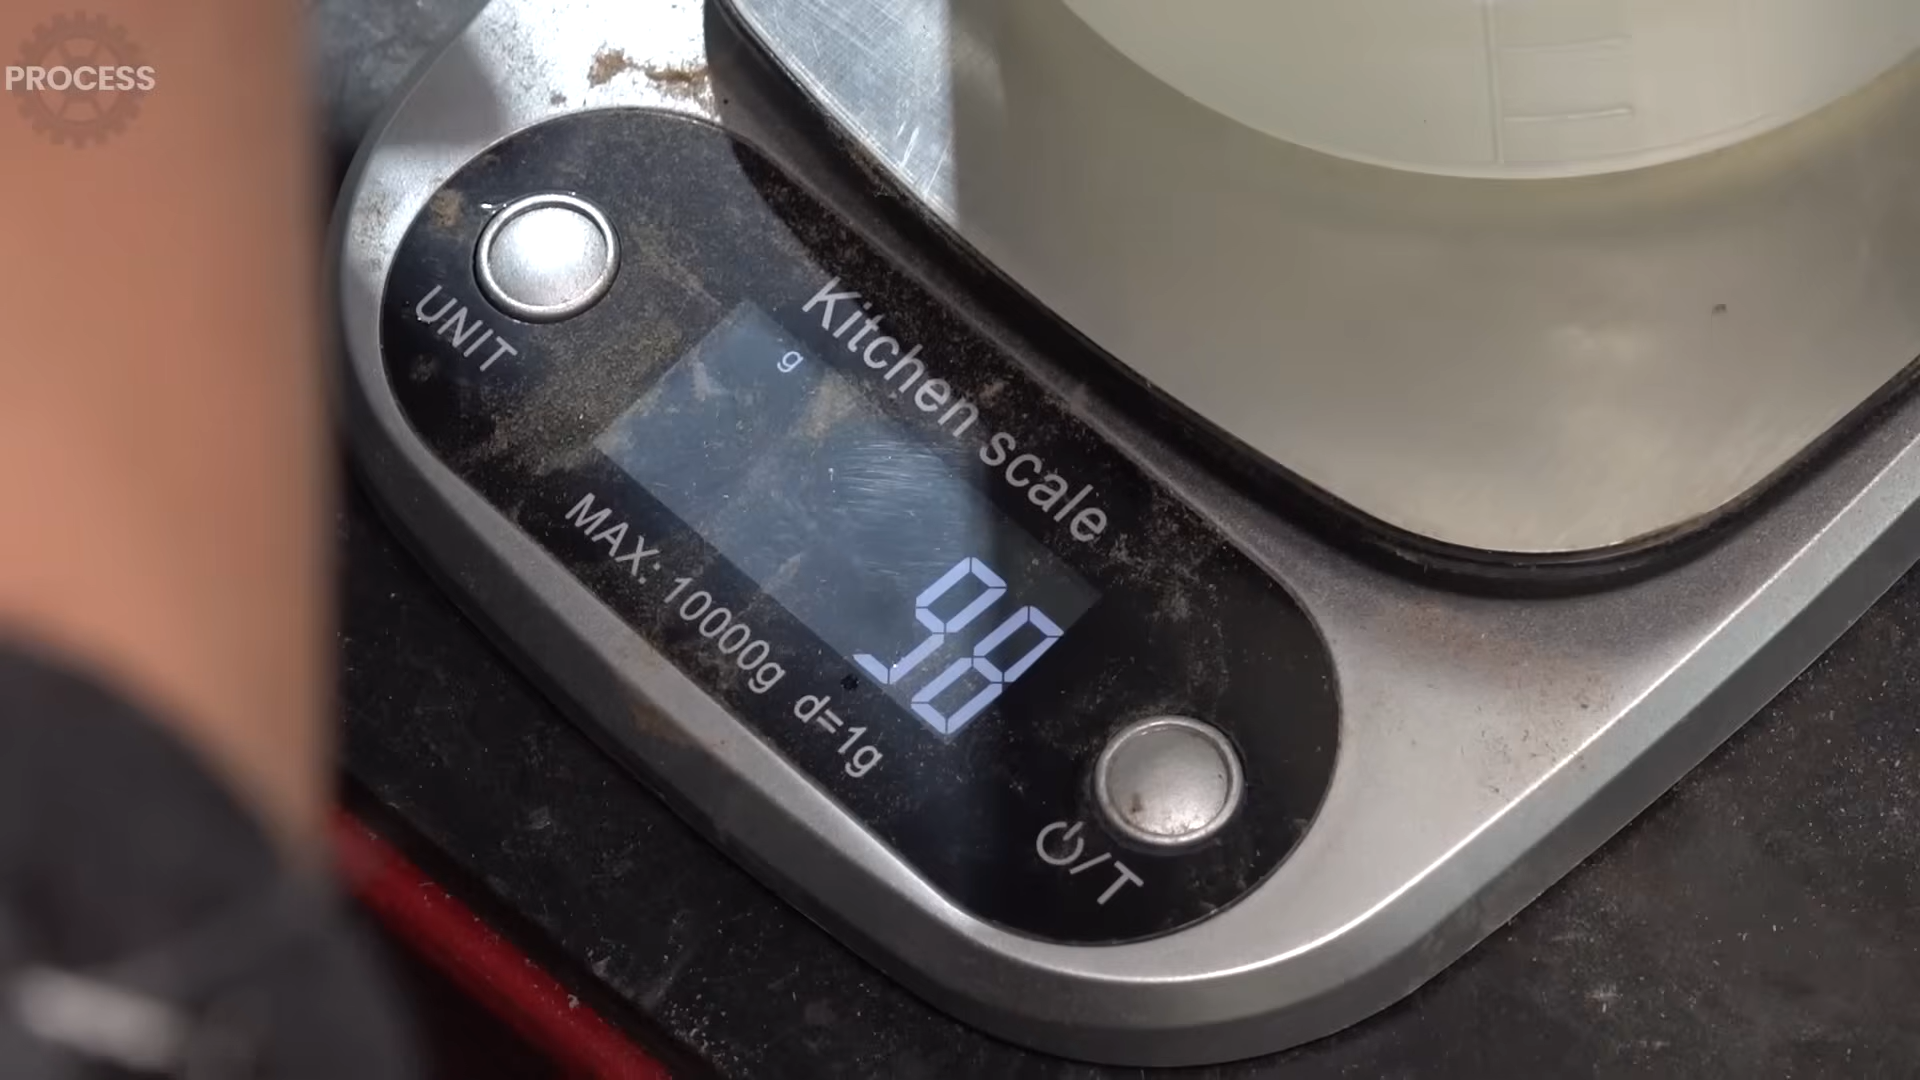 PROCESS
UNIT
Kitchen scale
g
98
MAX: 10000g d=1g
⏻/T